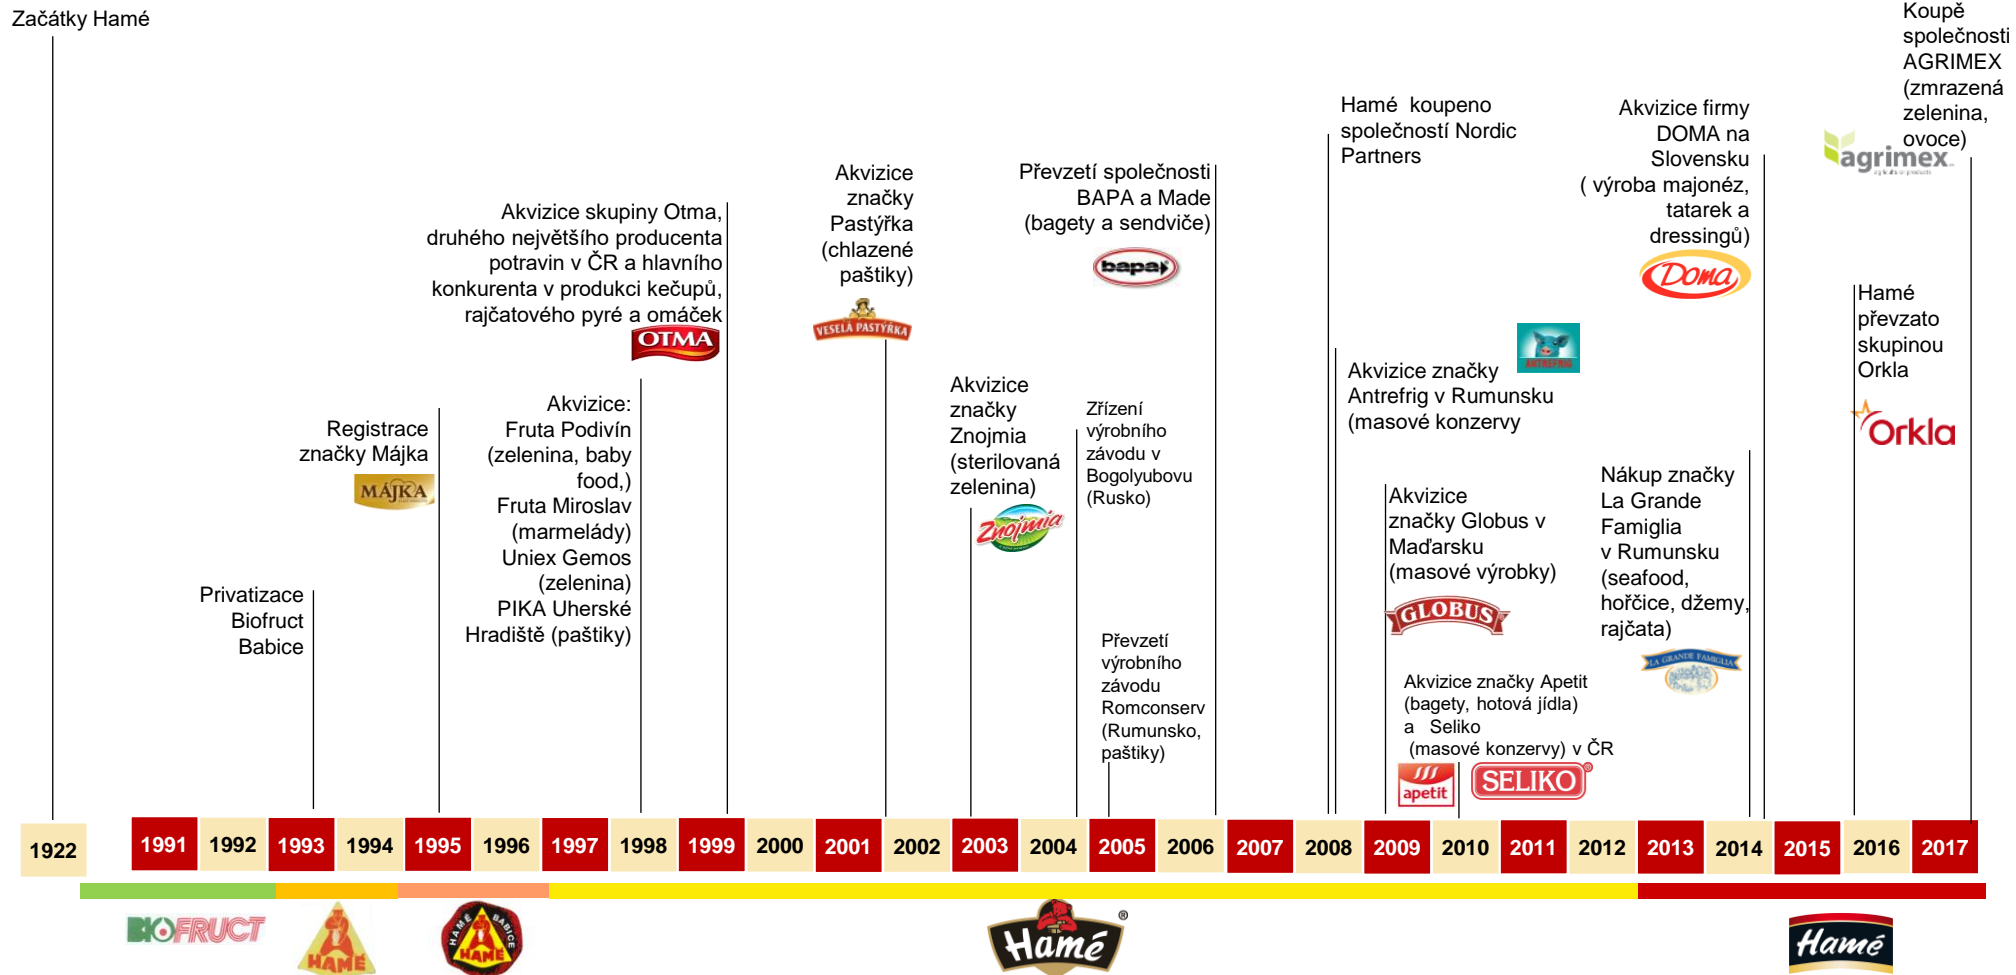 Začátky Hamé
Privatizace
Biofruct
Babice
Registrace
značky Májka
MÁJKA
Akvizice:
Fruta Podivín
(zelenina, baby
food,)
Fruta Miroslav
(marmelády)
Uniex Gemos
(zelenina)
PIKA Uherské
Hradiště (paštiky)
Akvizice skupiny Otma,
druhého největšího producenta
potravin v ČR a hlavního
konkurenta v produkci kečupů,
rajčatového pyré a omáček
OTMA
Akvizice
značky
Pastýřka
(chlazené
paštiky)
VESELÁ PASTÝŘKA
Akvizice
značky
Znojmia
(sterilovaná
zelenina)
Znojmia
Zřízení
výrobního
závodu v
Bogolyubovu
(Rusko)
Převzetí
výrobního
závodu
Romconserv
(Rumunsko,
paštiky)
Převzetí společnosti
BAPA a Made
(bagety a sendviče)
bapa
Hamé koupeno
společností Nordic
Partners
Akvizice značky
Antrefrig v Rumunsku
(masové konzervy
ANTREFRIG
Akvizice
značky Globus v
Maďarsku
(masové výrobky)
GLOBUS
Akvizice značky Apetit
(bagety, hotová jídla)
a Seliko
(masové konzervy) v ČR
apetit
SELIKO®
Akvizice firmy
DOMA na
Slovensku
( výroba majonéz,
tatarek a
dressingů)
Doma
Nákup značky
La Grande
Famiglia
v Rumunsku
(seafood,
hořčice, džemy,
rajčata)
LA GRANDE FAMIGLIA
Hamé
převzato
skupinou
Orkla
Orkla
Koupě
společnosti
AGRIMEX
(zmrazená
zelenina,
ovoce)
agrimex
1922 1991 1992 1993 1994 1995 1996 1997 1998 1999 2000 2001 2002 2003 2004 2005 2006 2007 2008 2009 2010 2011 2012 2013 2014 2015 2016 2017
BIOFRUCT
HAMÉ
HAMÉ BABICE
HAMÉ
Hamé®
Hamé